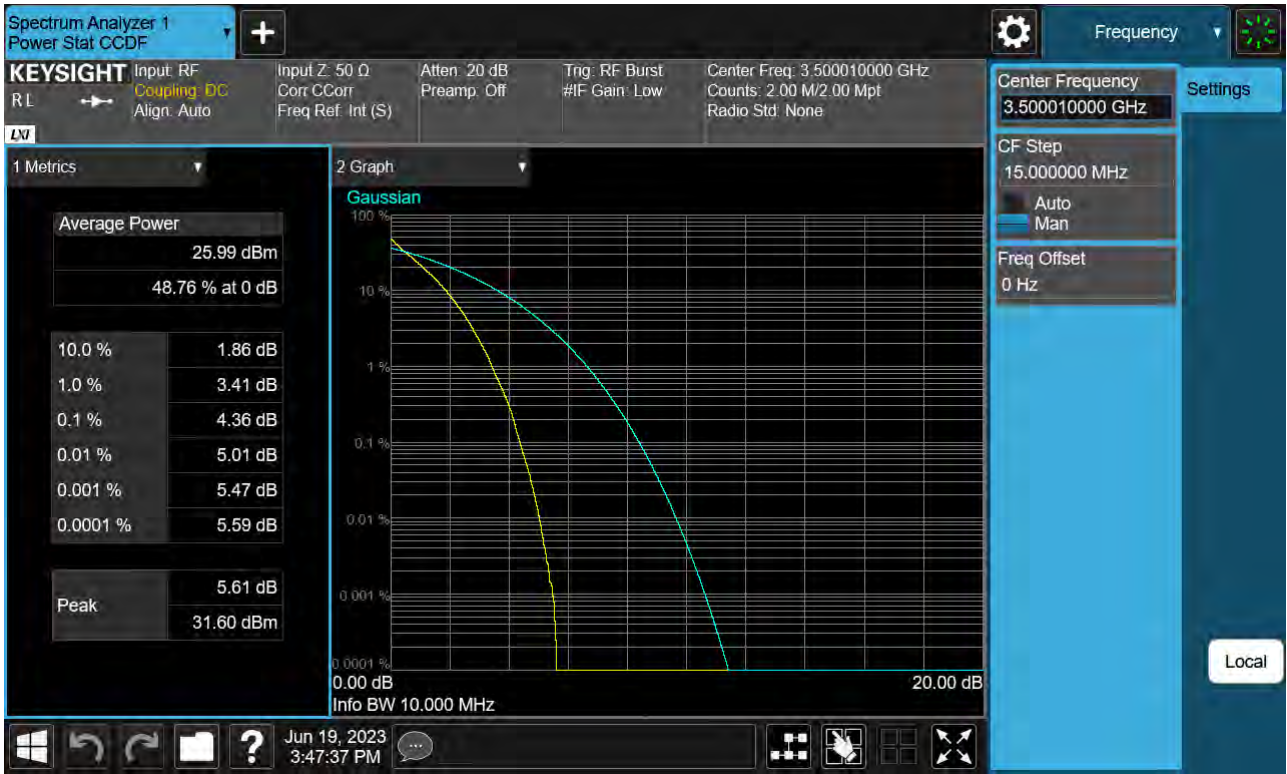 Spectrum Analyzer 1
Power Stat CCDF
Frequency
KEYSIGHT
R L
LXI
Input: RF
Coupling: DC
Align: Auto
Input Z: 50 Ω
Corr CCorr
Freq Ref: Int (S)
Atten: 20 dB
Preamp: Off
Trig: RF Burst
#IF Gain: Low
Center Freq: 3.500010000 GHz
Counts: 2.00 M/2.00 Mpt
Radio Std: None
Center Frequency
3.500010000 GHz
Settings
CF Step
15.000000 MHz
Auto
Man
Freq Offset
0 Hz
1 Metrics
Average Power
25.99 dBm
48.76 % at 0 dB
10.0 % 1.86 dB
1.0 % 3.41 dB
0.1 % 4.36 dB
0.01 % 5.01 dB
0.001 % 5.47 dB
0.0001 % 5.59 dB
Peak
5.61 dB
31.60 dBm
2 Graph
Gaussian
100 %
10 %
1 %
0.1 %
0.01 %
0.001 %
0.0001 %
0.00 dB 20.00 dB
Info BW 10.000 MHz
Local
?
Jun 19, 2023
3:47:37 PM